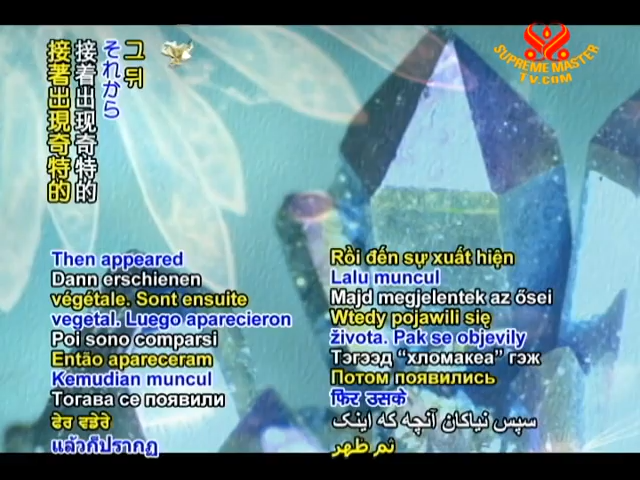 SUPREME MASTER
TV.COM
그 뒤
それから
接着出现奇特的
接著出現奇特的
Then appeared
Dann erschienen
végétale. Sont ensuite
vegetal. Luego aparecieron
Poi sono comparsi
Então apareceram
Kemudian muncul
Тогава се появили
ਫੇਰ ਵਡੇਰੇ
แล้วก็ปรากฏ
Rồi đến sự xuất hiện
Lalu muncul
Majd megjelentek az ősei
Wtedy pojawili się
života. Pak se objevily
Тэгээд “хломакеа” гэж
Потом появились
फिर उसके
سپس نیاکان آنچه که اینک
ثم ظهر